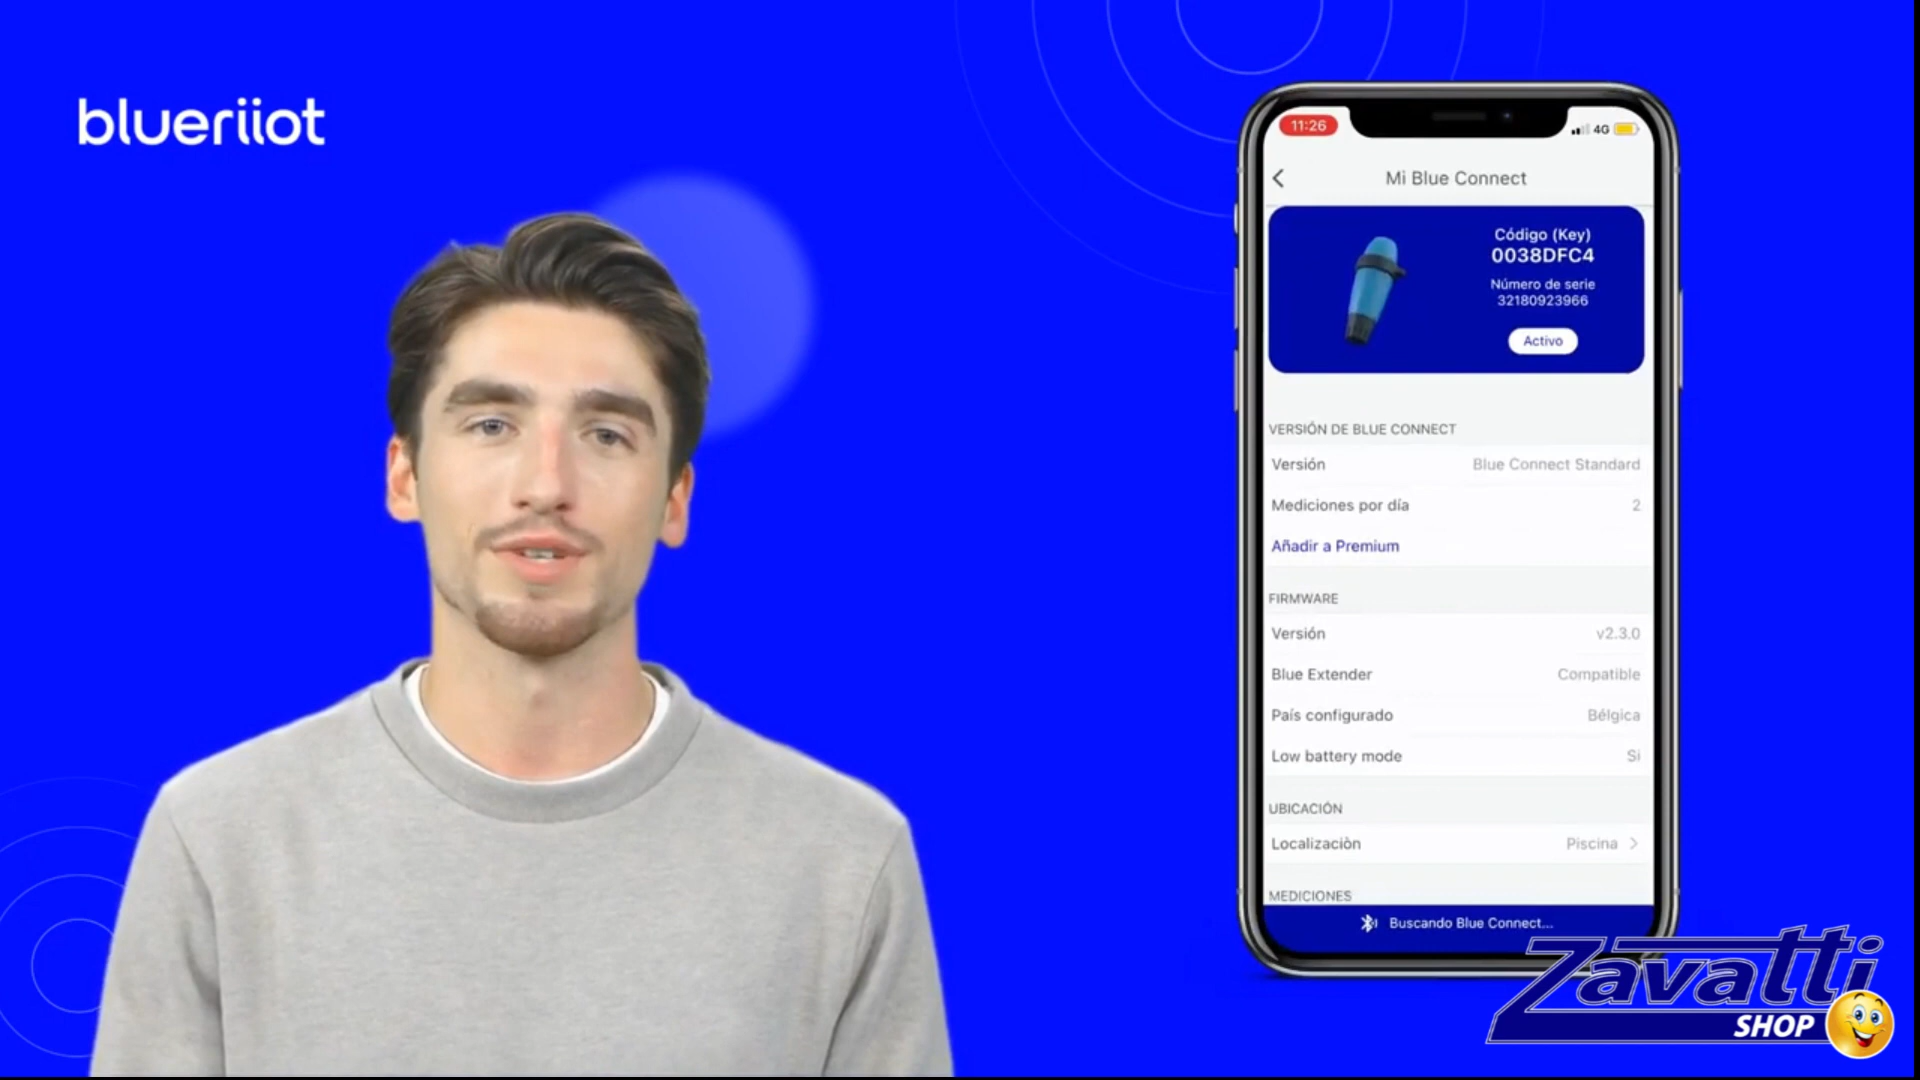 blueriiot
11:26
4G
Mi Blue Connect
Código (Key)
0038DFC4
Número de serie
32180923966
Activo
VERSIÓN DE BLUE CONNECT
Versión Blue Connect Standard
Mediciones por día 2
Añadir a Premium
FIRMWARE
Versión v2.3.0
Blue Extender Compatible
País configurado Bélgica
Low battery mode Si
UBICACIÓN
Localizaciòn Piscina
MEDICIONES
Buscando Blue Connect...
Zavatti
SHOP